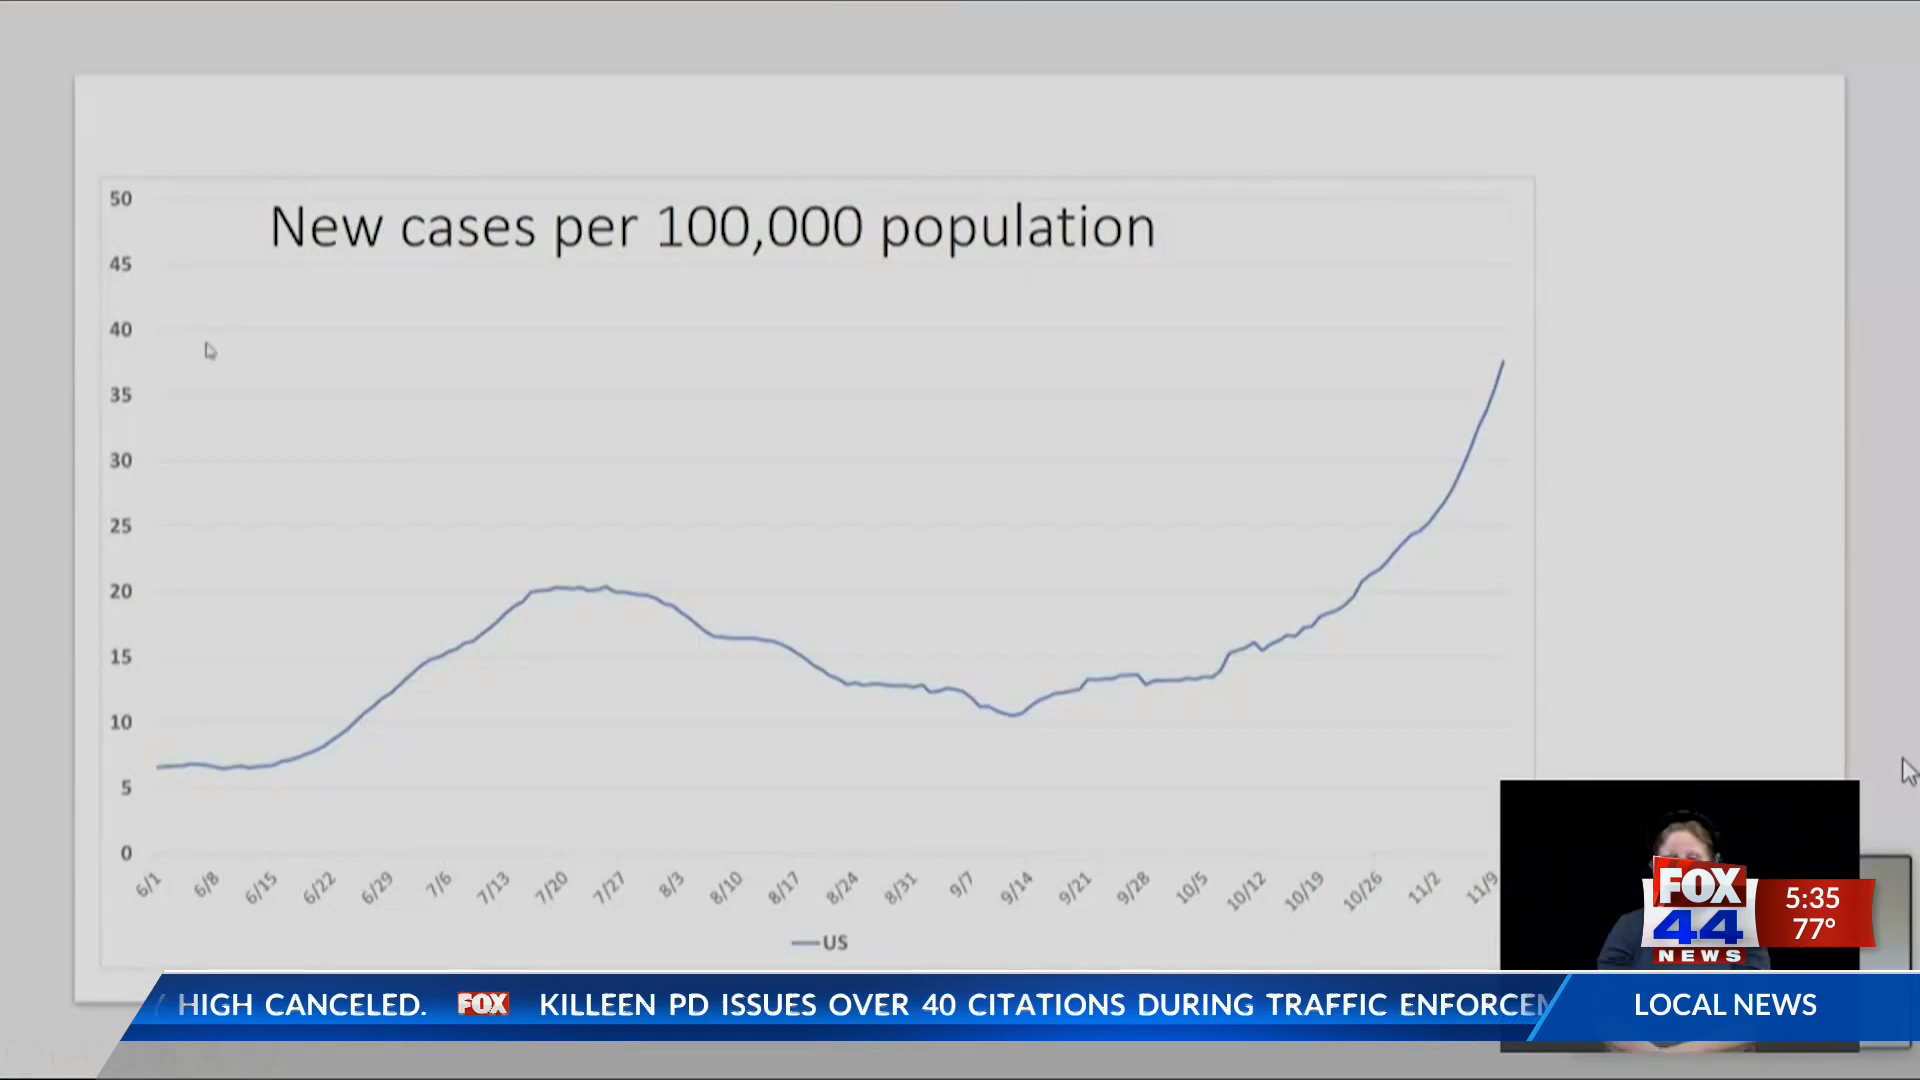 New cases per 100,000 population
50
45
40
35
30
25
20
15
10
5
0
6/1 6/8 6/15 6/22 6/29 7/6 7/13 7/20 7/27 8/3 8/10 8/17 8/24 8/31 9/7 9/14 9/21 9/28 10/5 10/12 10/19 10/26 11/2 11/9
US
FOX
44
NEWS
5:35
77°
HIGH CANCELED. FOX KILLEEN PD ISSUES OVER 40 CITATIONS DURING TRAFFIC
LOCAL NEWS